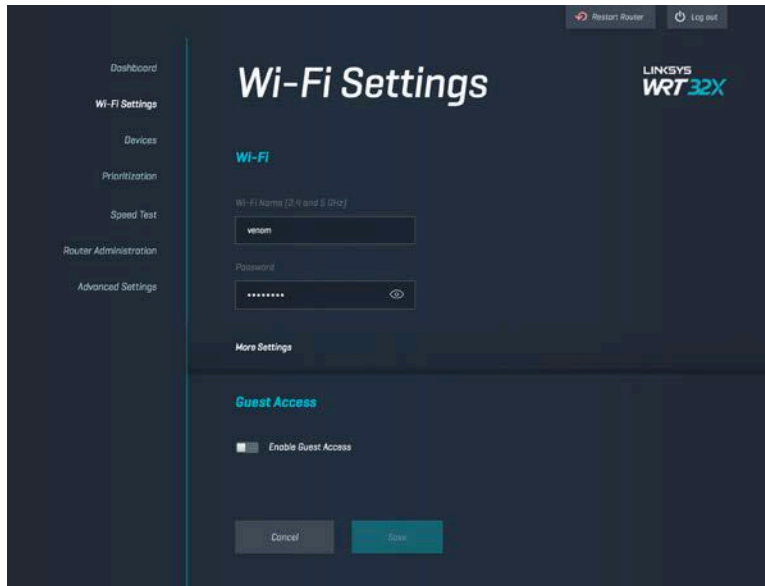 Restart Router
Log out
Dashboard
Wi-Fi Settings
Devices
Prioritization
Speed Test
Router Administration
Advanced Settings
Wi-Fi Settings
LINKSYS
WRT32X
Wi-Fi
Wi-Fi Name (2.4 and 5 GHz)
venom
Password
••••••••
More Settings
Guest Access
Enable Guest Access
Cancel
Save